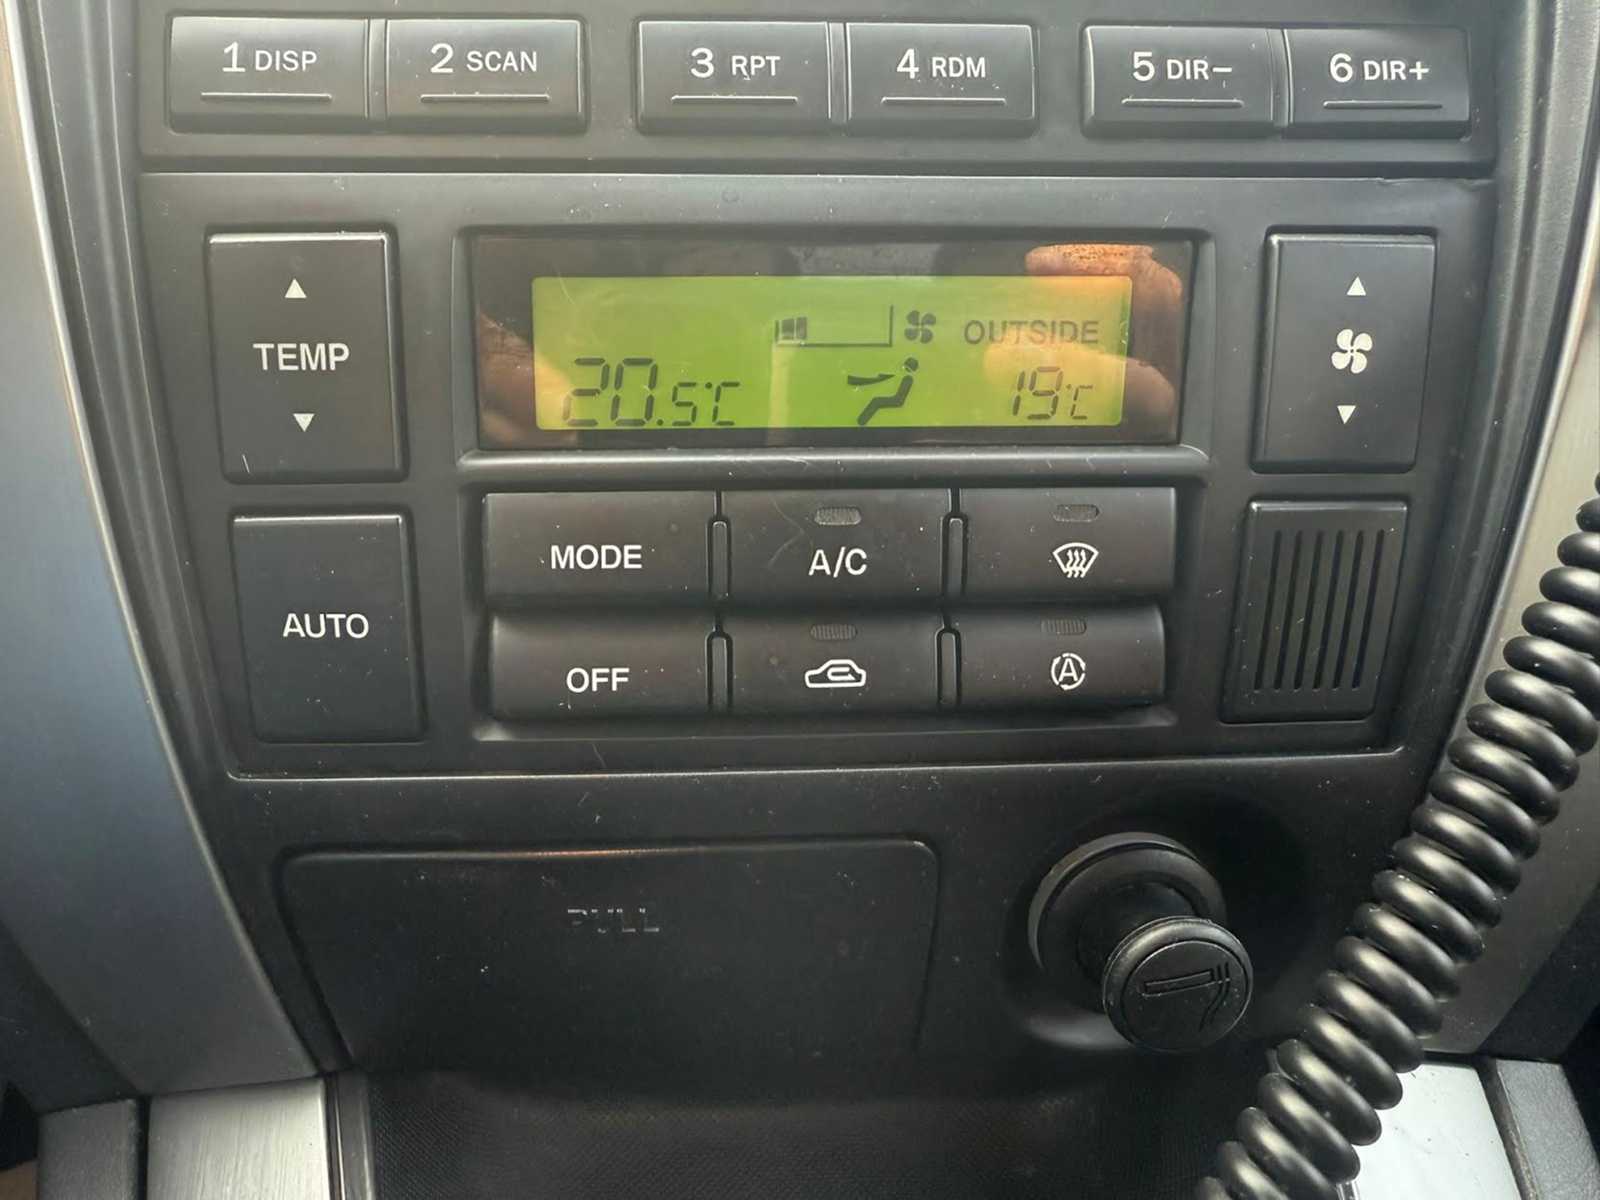 1 DISP 2 SCAN 3 RPT 4 RDM 5 DIR− 6 DIR+
OUTSIDE
20.5°C 19°C
TEMP
MODE A/C
AUTO
OFF A
PULL